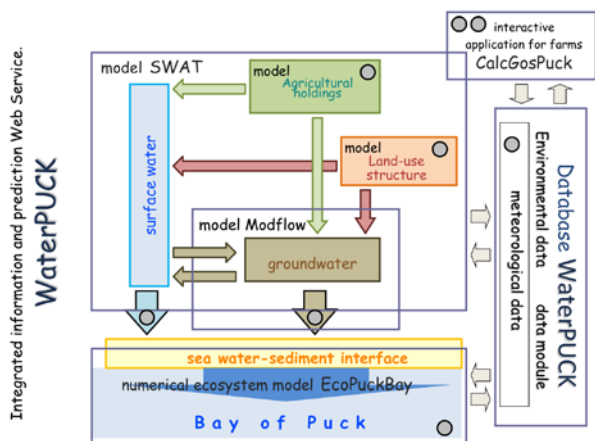 Integrated information and prediction Web Service.
WaterPUCK
model SWAT
model
Agricultural
holdings
surface water
model
Land-use
structure
model Modflow
groundwater
sea water-sediment interface
numerical ecosystem model EcoPuckBay
Bay of Puck
interactive
application for farms
CalcGosPuck
Database WaterPUCK
Environmental data data module
meteorological data